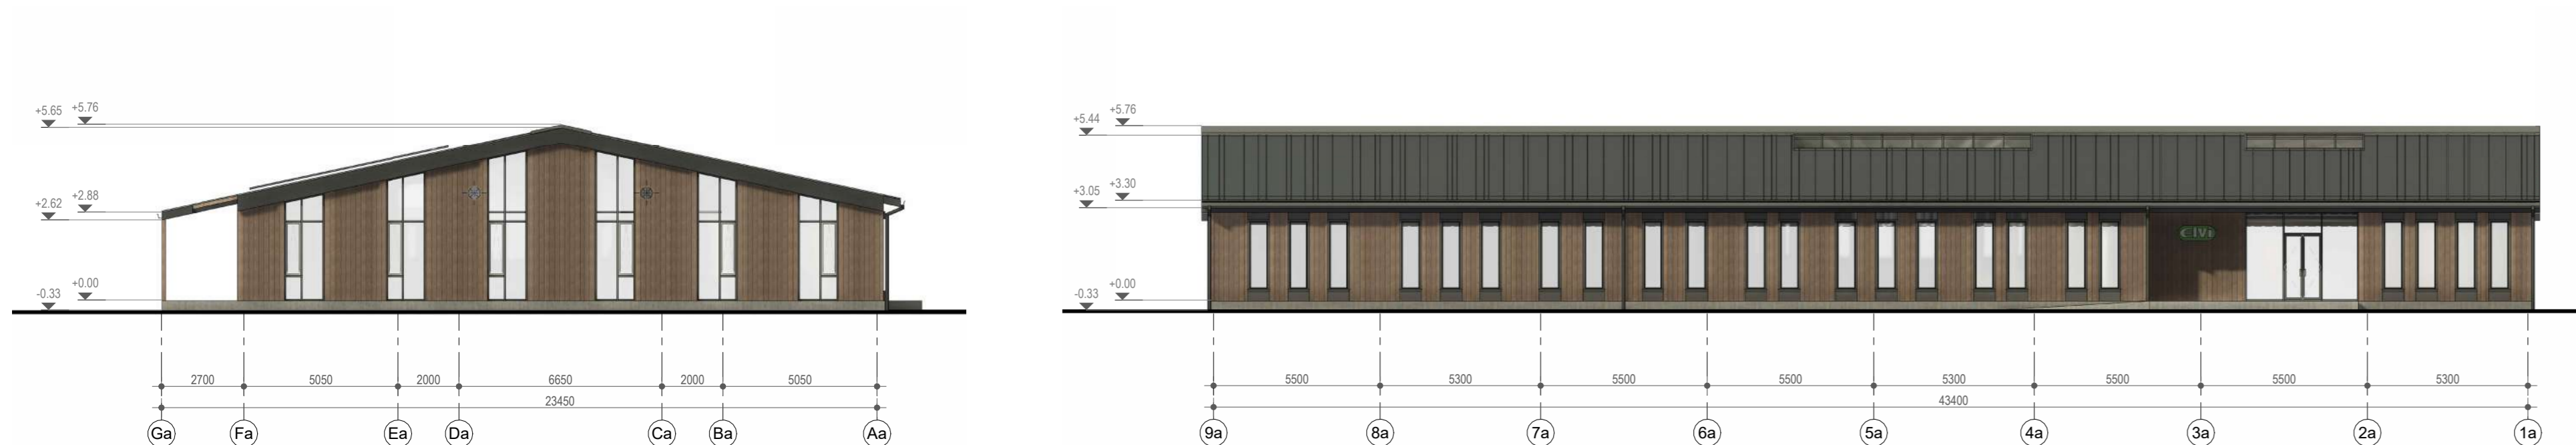 +5.65 +5.76
+2.62 +2.88
-0.33 +0.00
2700 5050 2000 6650 2000 5050
23450
Ga Fa Ea Da Ca Ba Aa
+5.44 +5.76
+3.05 +3.30
-0.33 +0.00
5500 5300 5500 5500 5300 5500 5500 5300
43400
9a 8a 7a 6a 5a 4a 3a 2a 1a